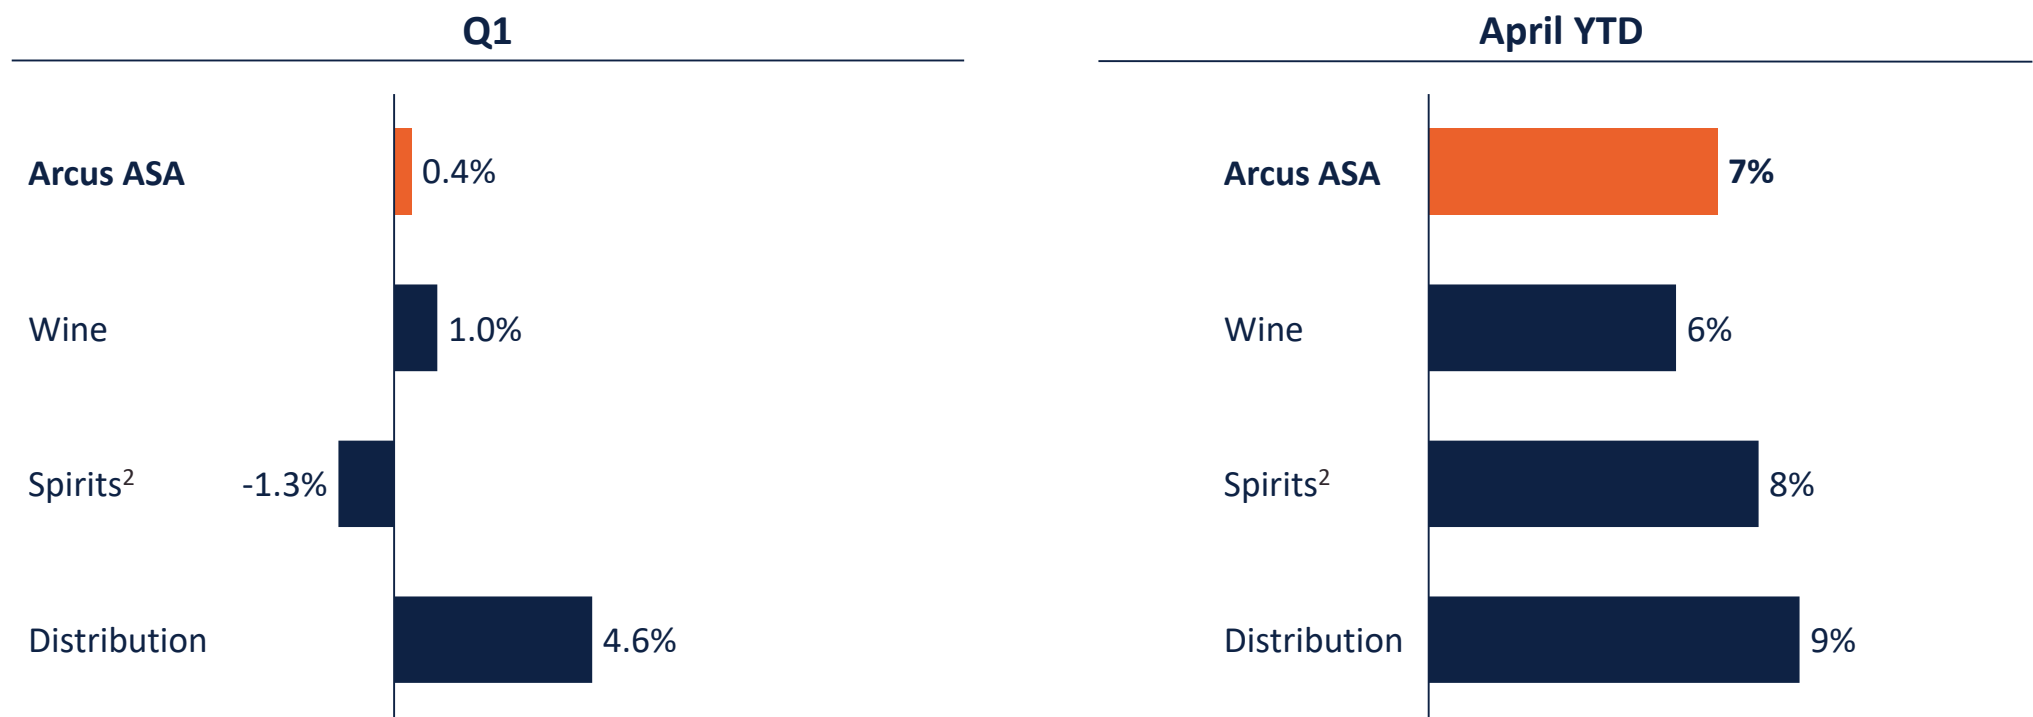 Q1
Arcus ASA
0.4%
Wine
1.0%
Spirits²
-1.3%
Distribution
4.6%
April YTD
Arcus ASA
7%
Wine
6%
Spirits²
8%
Distribution
9%